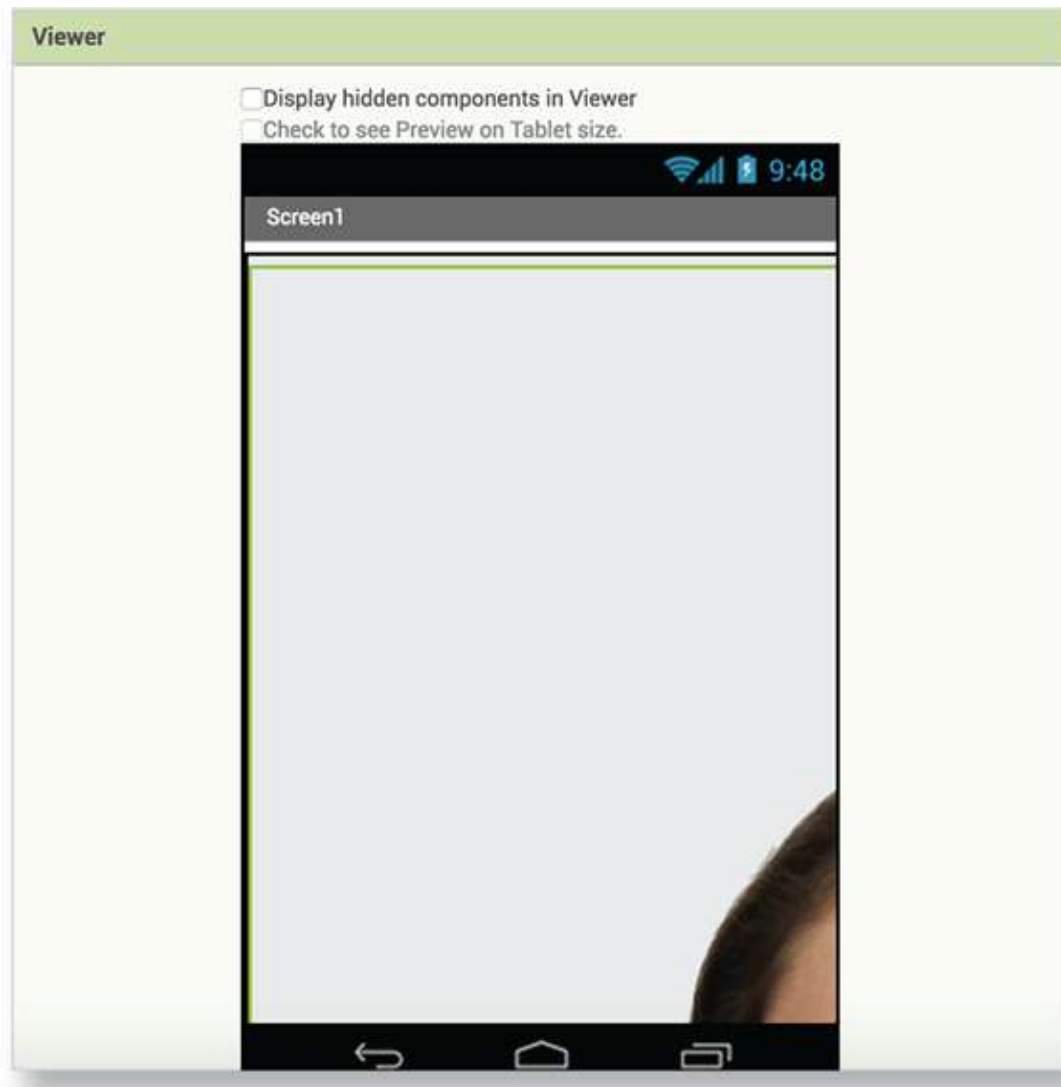 Viewer
Display hidden components in Viewer
Check to see Preview on Tablet size.
9:48
Screen1